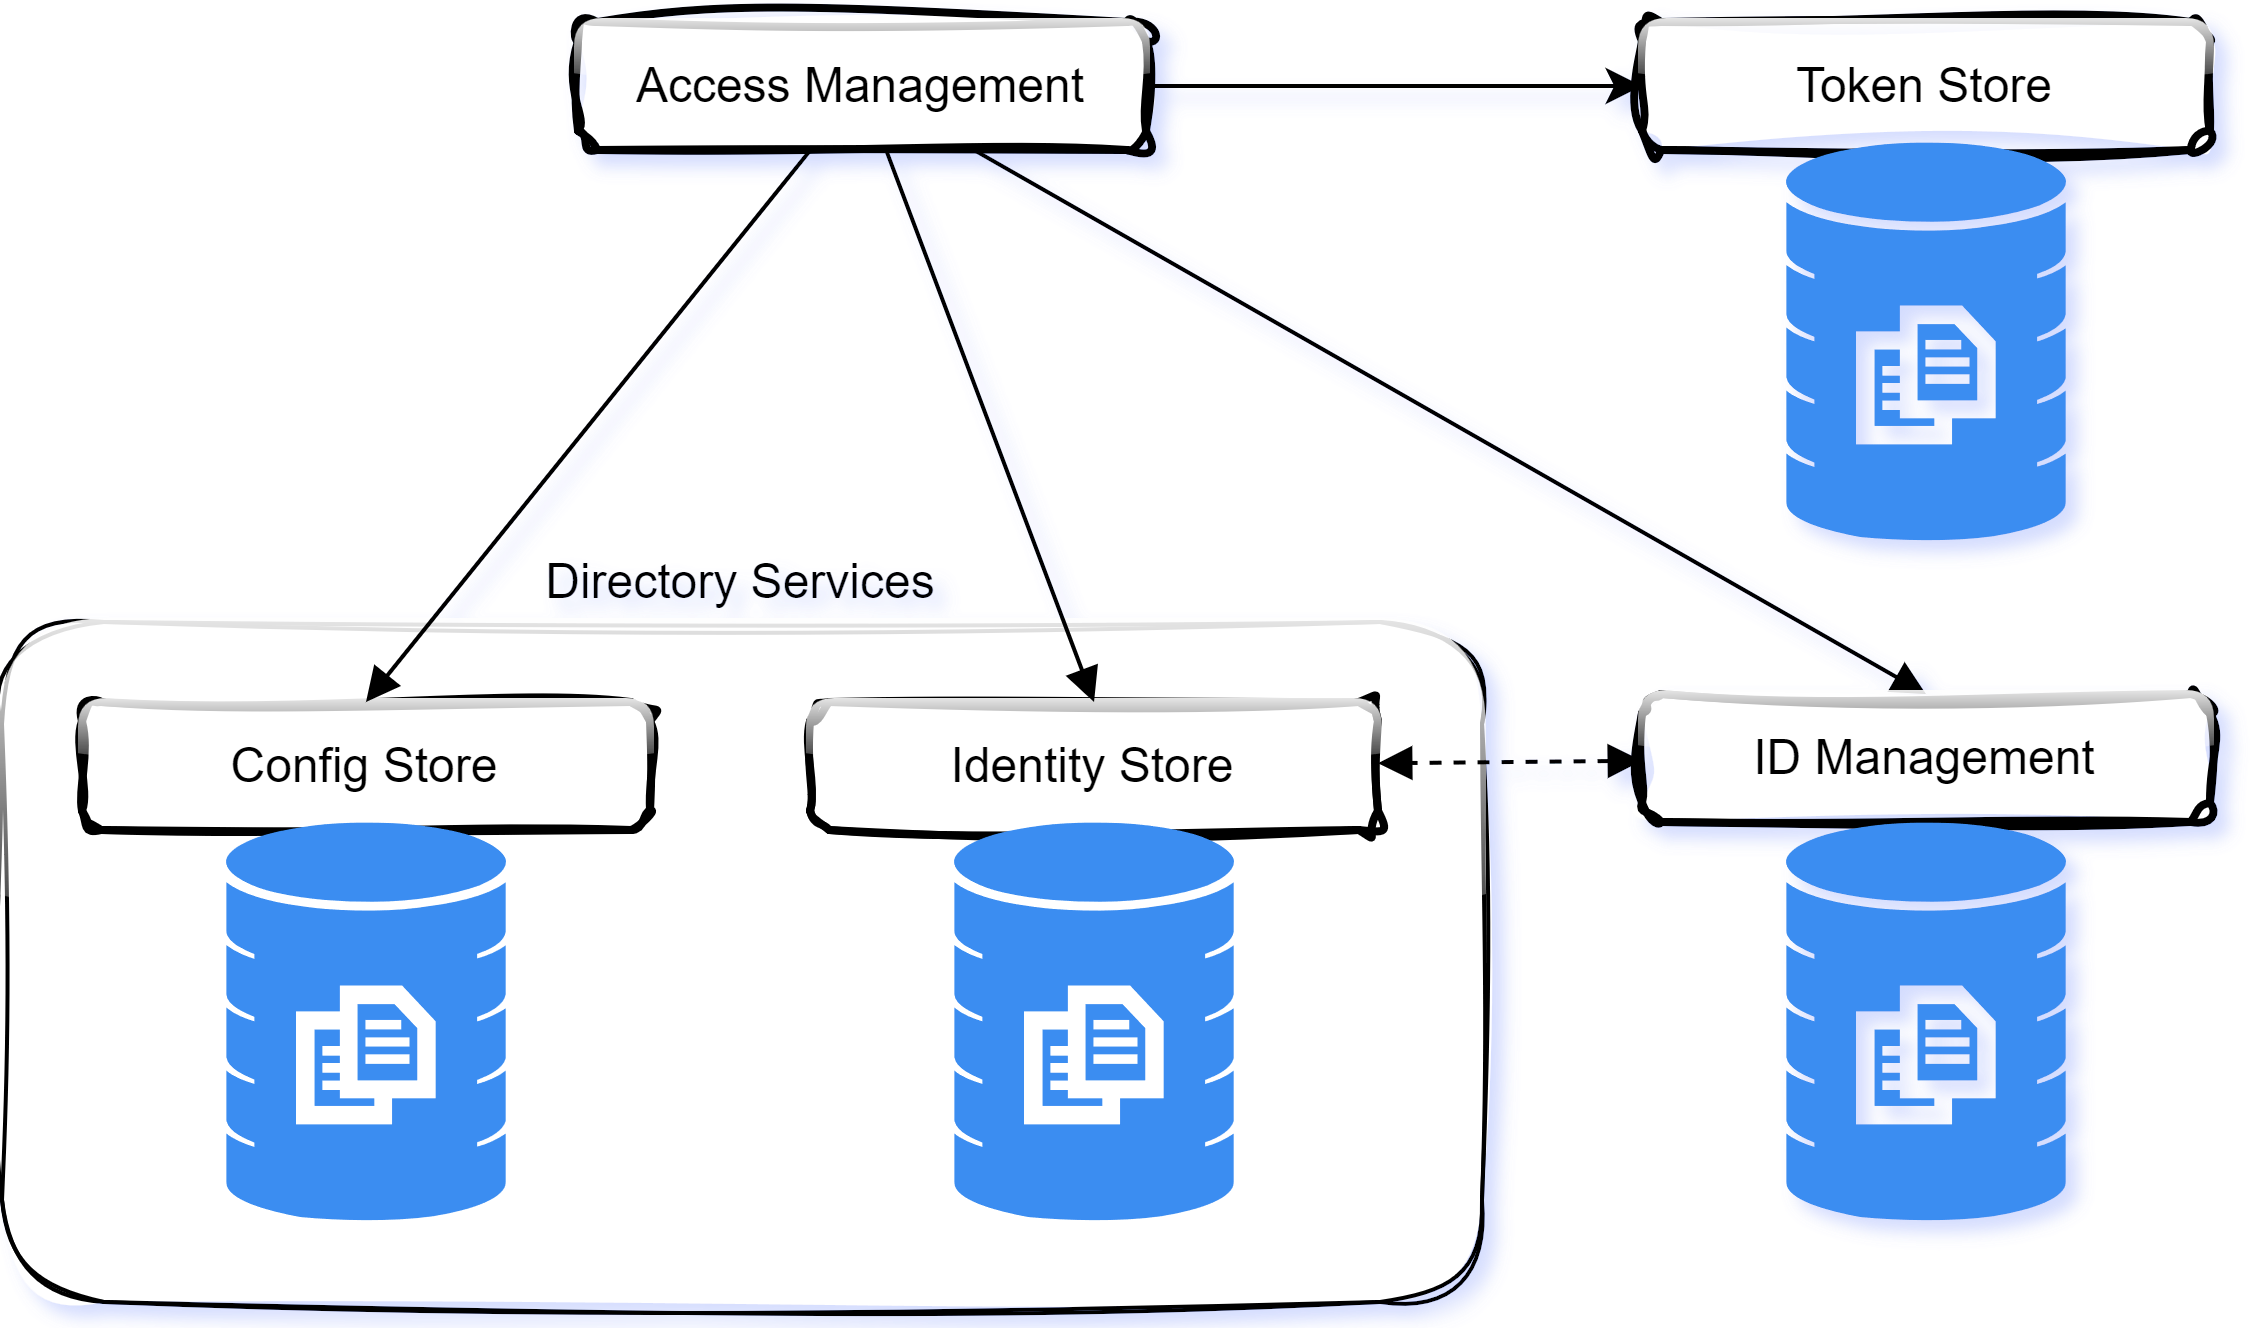 Access Management
Token Store
Directory Services
Config Store
Identity Store
ID Management